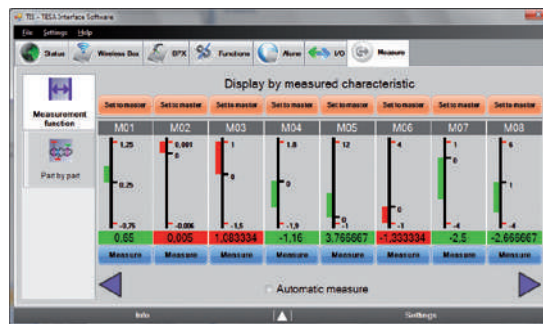 TIS - TESA Interface Software
File Settings Help
Status Wireless Box BPX Functions Alune I/O Measure
Display by measured characteristic
Measurement function
Part by part
Set to master Set to master Set to master Set to master Set to master Set to master Set to master Set to master
M01 M02 M03 M04 M05 M06 M07 M08
1,25 0,001 1 1,8 12 4 1 6
0 0
0,25 0 0 1
0 0
-0,75 -0,006 -1,5 -1,9 -1 -1 -4 -4
0,65 0,005 1,083334 -1,16 3,766667 -1,333334 -2,5 -2,666667
Measure Measure Measure Measure Measure Measure Measure Measure
Automatic measure
Info Settings